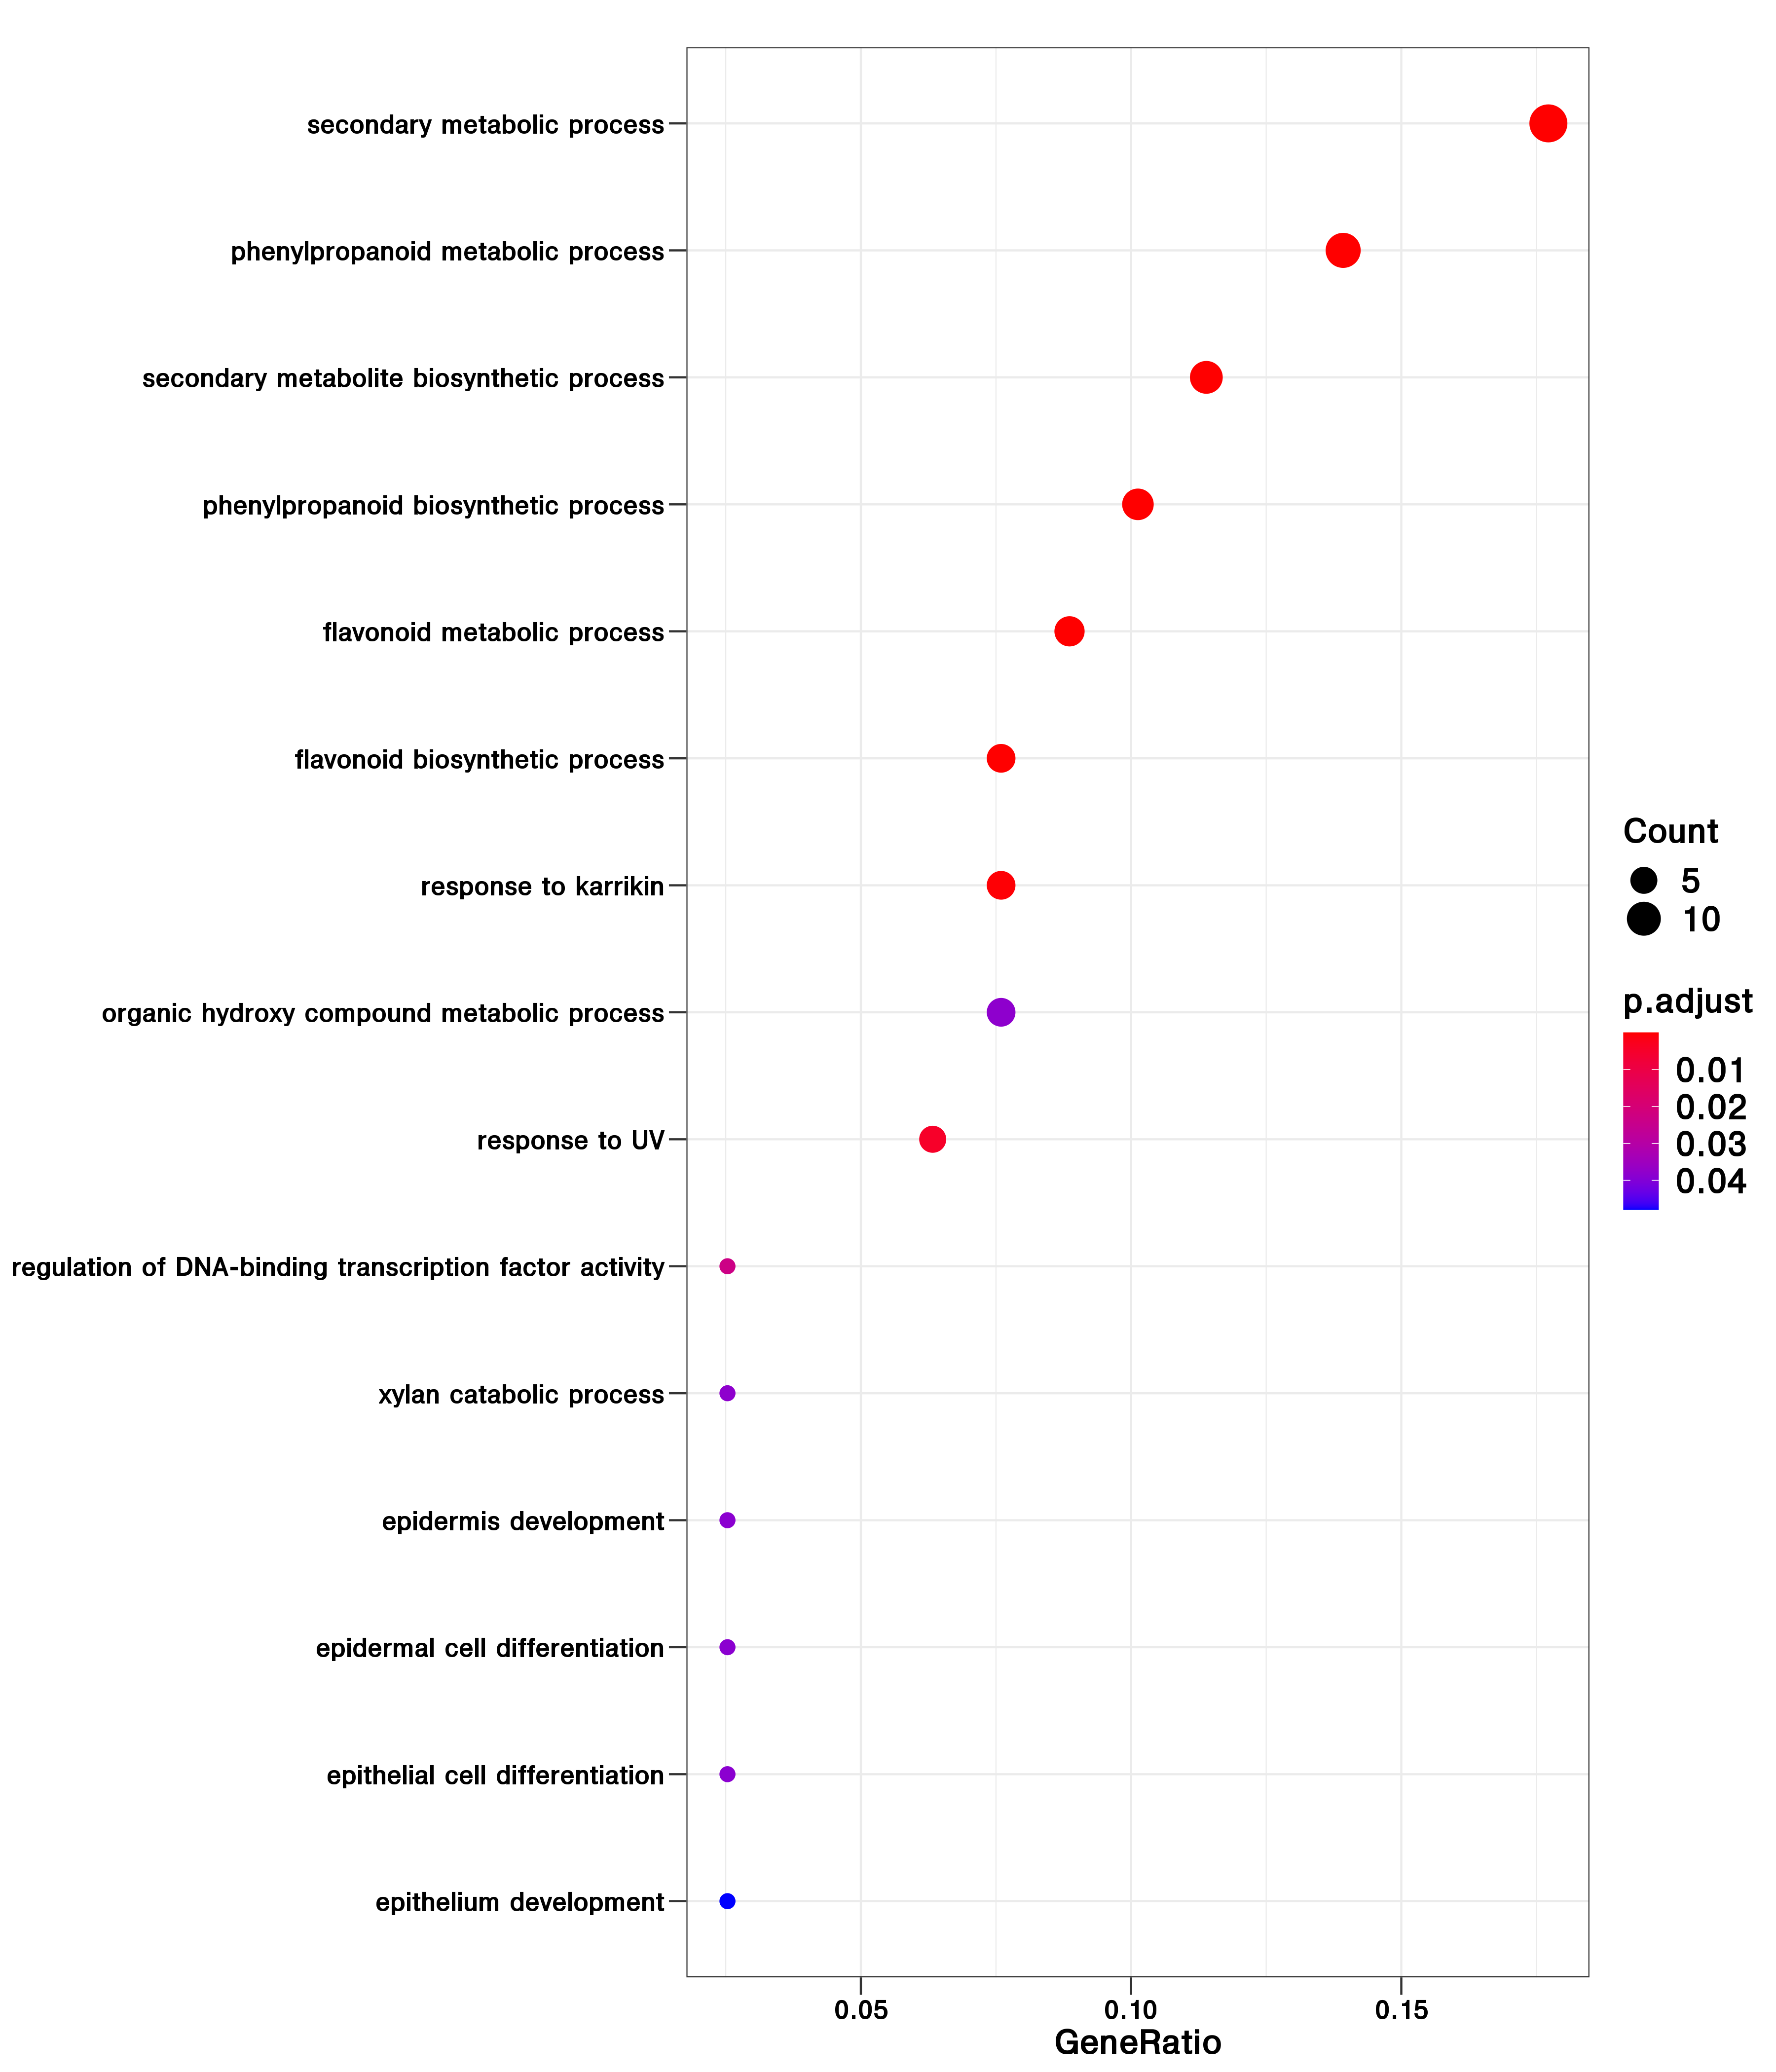 secondary metabolic process
phenylpropanoid metabolic process
secondary metabolite biosynthetic process
phenylpropanoid biosynthetic process
flavonoid metabolic process
flavonoid biosynthetic process
response to karrikin
organic hydroxy compound metabolic process
response to UV
regulation of DNA-binding transcription factor activity
xylan catabolic process
epidermis development
epidermal cell differentiation
epithelial cell differentiation
epithelium development
0.05 0.10 0.15
GeneRatio
Count
5
10
p.adjust
0.01
0.02
0.03
0.04